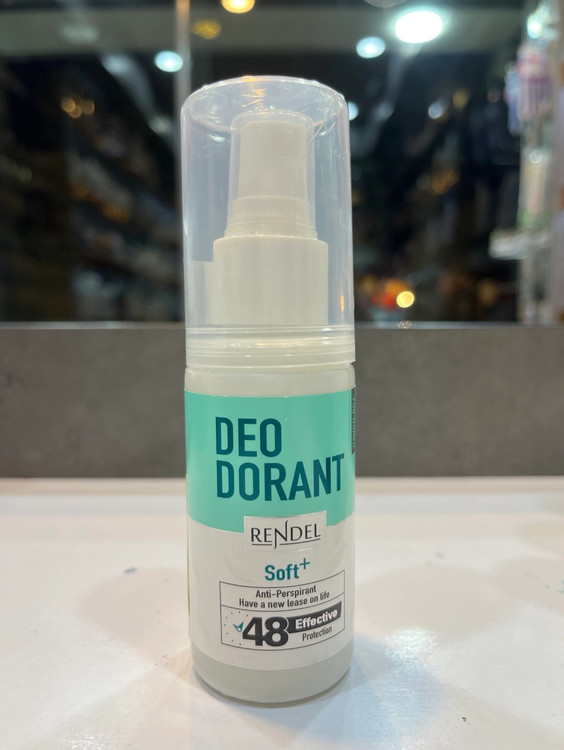 DEO
DORANT
RENDEL
Soft+
Anti-Perspirant
Have a new lease on life
48 Effective
Protection